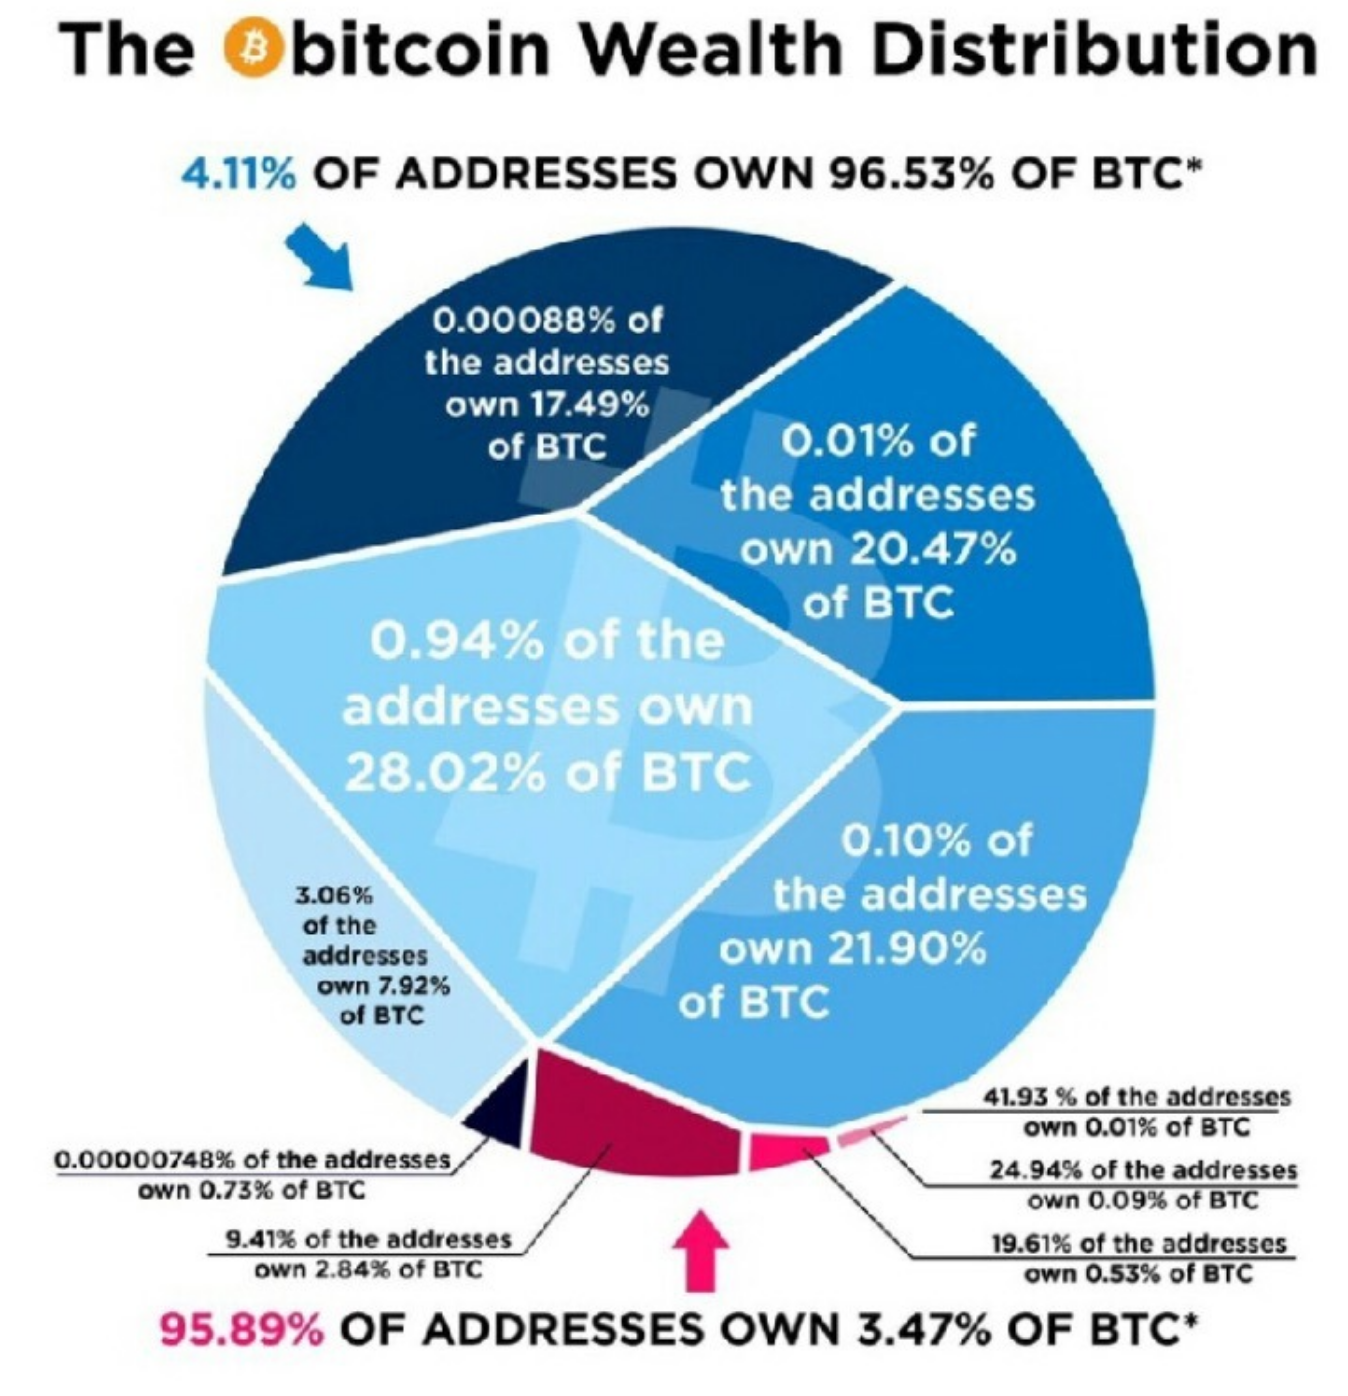 The bitcoin Wealth Distribution
4.11% OF ADDRESSES OWN 96.53% OF BTC*
0.00088% of
the addresses
own 17.49%
of BTC
0.01% of
the addresses
own 20.47%
of BTC
0.94% of the
addresses own
28.02% of BTC
0.10% of
the addresses
own 21.90%
of BTC
3.06%
of the
addresses
own 7.92%
of BTC
41.93 % of the addresses
own 0.01% of BTC
24.94% of the addresses
own 0.09% of BTC
19.61% of the addresses
own 0.53% of BTC
0.00000748% of the addresses
own 0.73% of BTC
9.41% of the addresses
own 2.84% of BTC
95.89% OF ADDRESSES OWN 3.47% OF BTC*